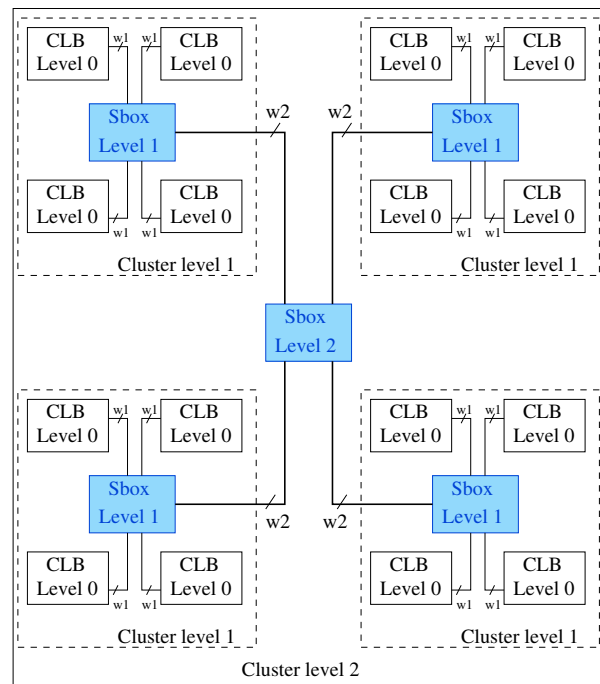 CLB
Level 0
w1
w1
CLB
Level 0
Sbox
Level 1
w2
CLB
Level 0
w1
w1
CLB
Level 0
Cluster level 1
CLB
Level 0
w1
w1
CLB
Level 0
w2
Sbox
Level 1
CLB
Level 0
w1
w1
CLB
Level 0
Cluster level 1
Sbox
Level 2
CLB
Level 0
w1
w1
CLB
Level 0
Sbox
Level 1
w2
CLB
Level 0
w1
w1
CLB
Level 0
Cluster level 1
CLB
Level 0
w1
w1
CLB
Level 0
w2
Sbox
Level 1
CLB
Level 0
w1
w1
CLB
Level 0
Cluster level 1
Cluster level 2